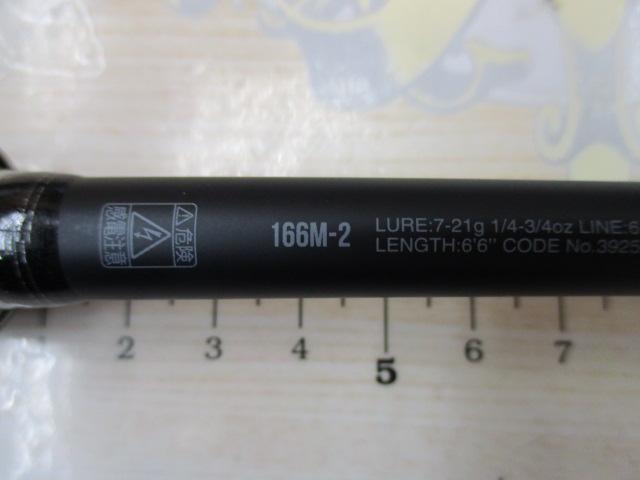 ⚠危険
感電注意
166M-2
LURE:7-21g 1/4-3/4oz LINE:6
LENGTH:6'6" CODE No.3925
1 2 3 4 5 6 7